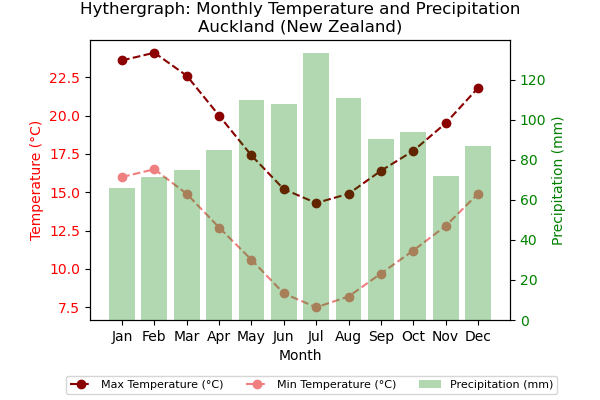 Hythergraph: Monthly Temperature and Precipitation
Auckland (New Zealand)
Temperature (°C)
22.5
20.0
17.5
15.0
12.5
10.0
7.5
120
100
80
60
40
20
0
Precipitation (mm)
Jan Feb Mar Apr May Jun Jul Aug Sep Oct Nov Dec
Month
Max Temperature (°C) Min Temperature (°C) Precipitation (mm)